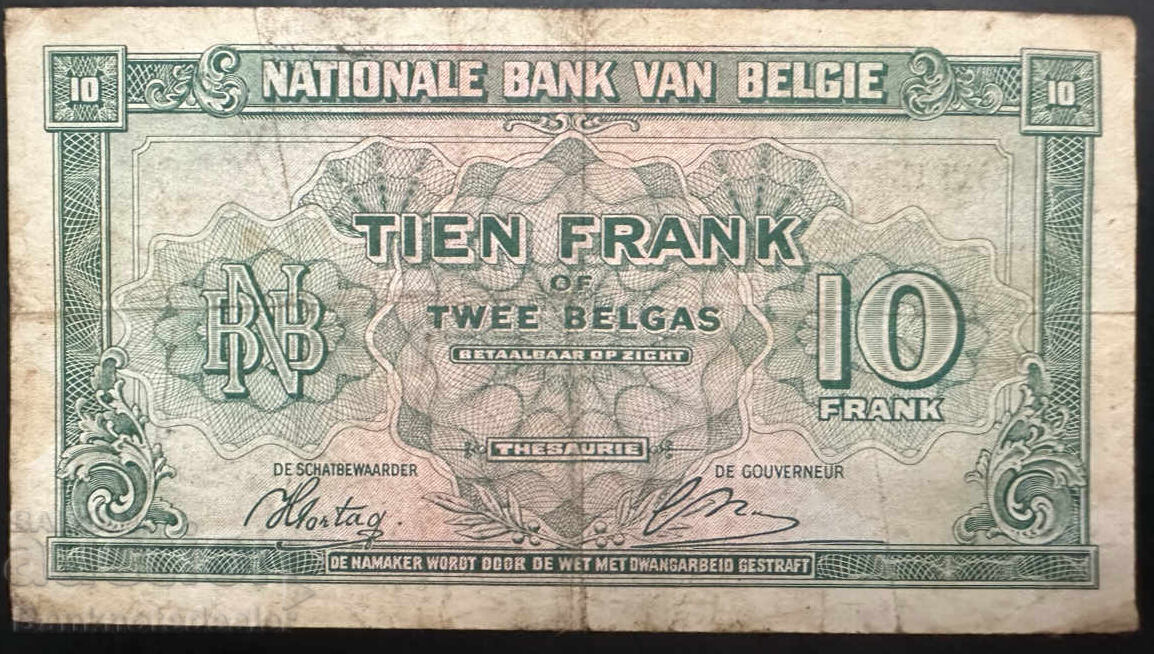 10 NATIONALE BANK VAN BELGIE 10
TIEN FRANK
OF
TWEE BELGAS
BETAALBAAR OP ZICHT
BNB
10
FRANK
THESAURIE
DE SCHATBEWAARDER
DE GOUVERNEUR
DE NAMAKER WORDT DOOR DE WET MET DWANGARBEID GESTRAFT